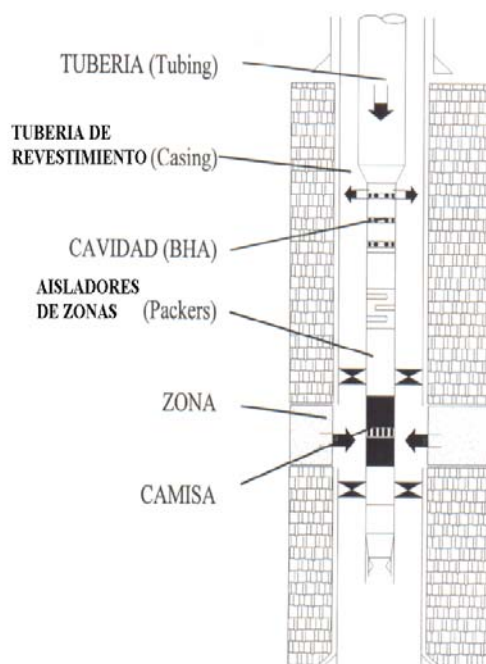 TUBERIA (Tubing)
TUBERIA DE
REVESTIMIENTO (Casing)
CAVIDAD (BHA)
AISLADORES
DE ZONAS (Packers)
ZONA
CAMISA